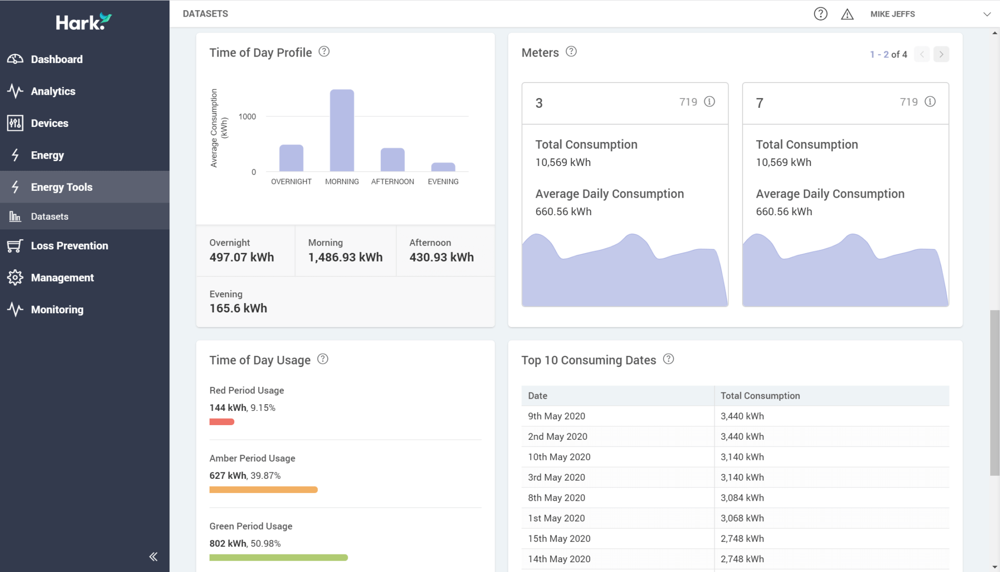 Hark.
Dashboard
Analytics
Devices
Energy
Energy Tools
Datasets
Loss Prevention
Management
Monitoring
DATASETS
MIKE JEFFS
Time of Day Profile
Average Consumption
(kWh)
1000
0
OVERNIGHT MORNING AFTERNOON EVENING
Overnight
497.07 kWh
Morning
1,486.93 kWh
Afternoon
430.93 kWh
Evening
165.6 kWh
Meters
1 - 2 of 4
3 719
Total Consumption
10,569 kWh
Average Daily Consumption
660.56 kWh
7 719
Total Consumption
10,569 kWh
Average Daily Consumption
660.56 kWh
Time of Day Usage
Red Period Usage
144 kWh, 9.15%
Amber Period Usage
627 kWh, 39.87%
Green Period Usage
802 kWh, 50.98%
Top 10 Consuming Dates
Date Total Consumption
9th May 2020 3,440 kWh
2nd May 2020 3,440 kWh
10th May 2020 3,140 kWh
3rd May 2020 3,140 kWh
8th May 2020 3,084 kWh
1st May 2020 3,068 kWh
15th May 2020 2,748 kWh
14th May 2020 2,748 kWh